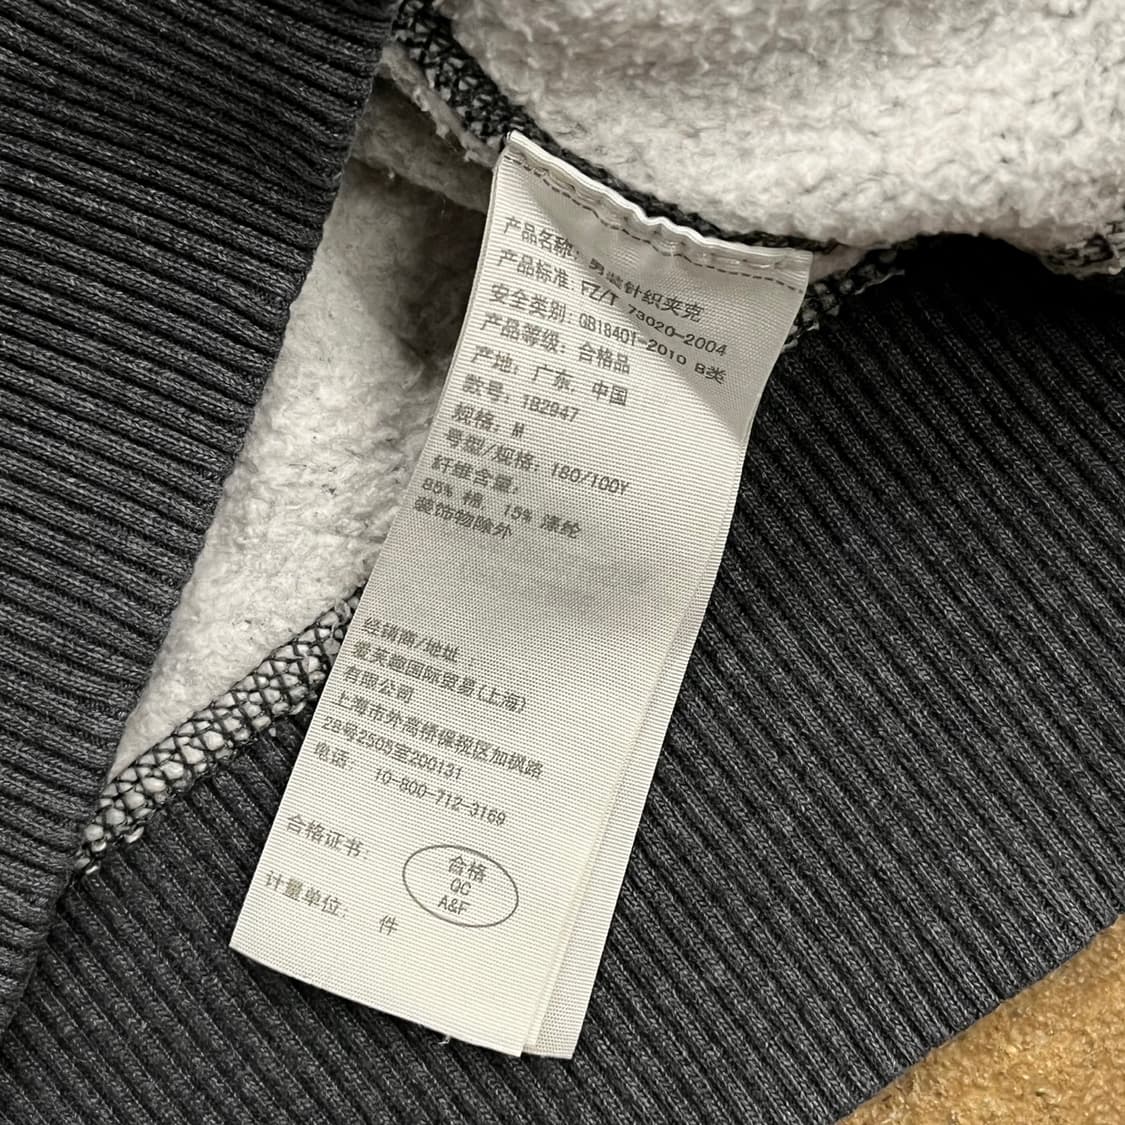 产品名称：男装针织夹克
产品标准 FZ/T 73020-2004
安全类别：GB18401-2010 B类
产品等级：合格品
产地：广东，中国
款号：182947
规格：M
号型/规格：180/100Y
纤维含量：
85% 棉，15% 涤纶
装饰物除外
经销商/地址
爱芙趣国际贸易(上海)
有限公司
上海市外高桥保税区加枫路
28号2505室200131
电话： 10-800-712-3169
合格证书：
合格
QC
A&F
计量单位： 件